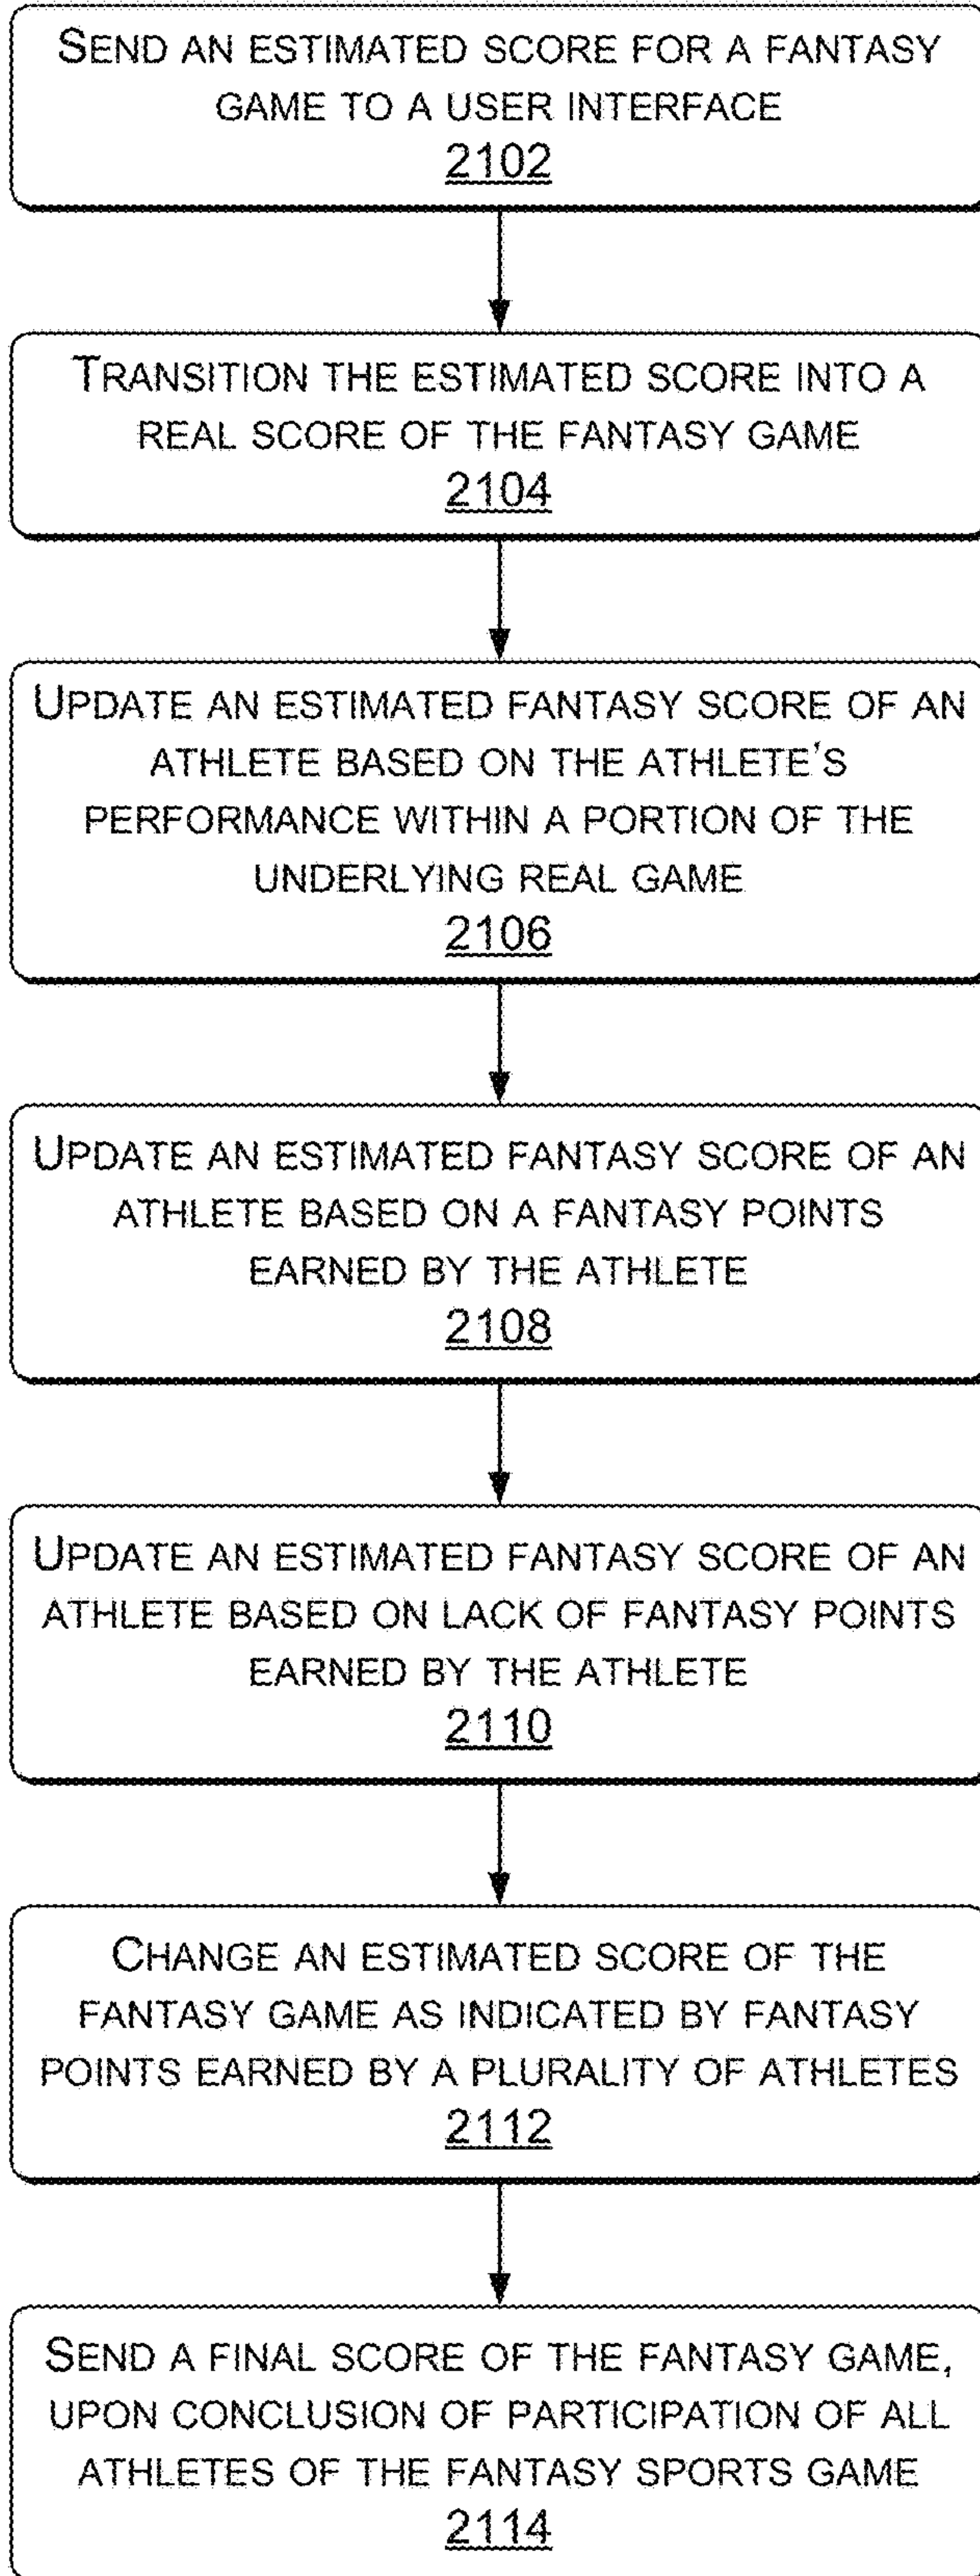 SEND AN ESTIMATED SCORE FOR A FANTASY
GAME TO A USER INTERFACE
2102
TRANSITION THE ESTIMATED SCORE INTO A
REAL SCORE OF THE FANTASY GAME
2104
UPDATE AN ESTIMATED FANTASY SCORE OF AN
ATHLETE BASED ON THE ATHLETE'S
PERFORMANCE WITHIN A PORTION OF THE
UNDERLYING REAL GAME
2106
UPDATE AN ESTIMATED FANTASY SCORE OF AN
ATHLETE BASED ON A FANTASY POINTS
EARNED BY THE ATHLETE
2108
UPDATE AN ESTIMATED FANTASY SCORE OF AN
ATHLETE BASED ON LACK OF FANTASY POINTS
EARNED BY THE ATHLETE
2110
CHANGE AN ESTIMATED SCORE OF THE
FANTASY GAME AS INDICATED BY FANTASY
POINTS EARNED BY A PLURALITY OF ATHLETES
2112
SEND A FINAL SCORE OF THE FANTASY GAME,
UPON CONCLUSION OF PARTICIPATION OF ALL
ATHLETES OF THE FANTASY SPORTS GAME
2114